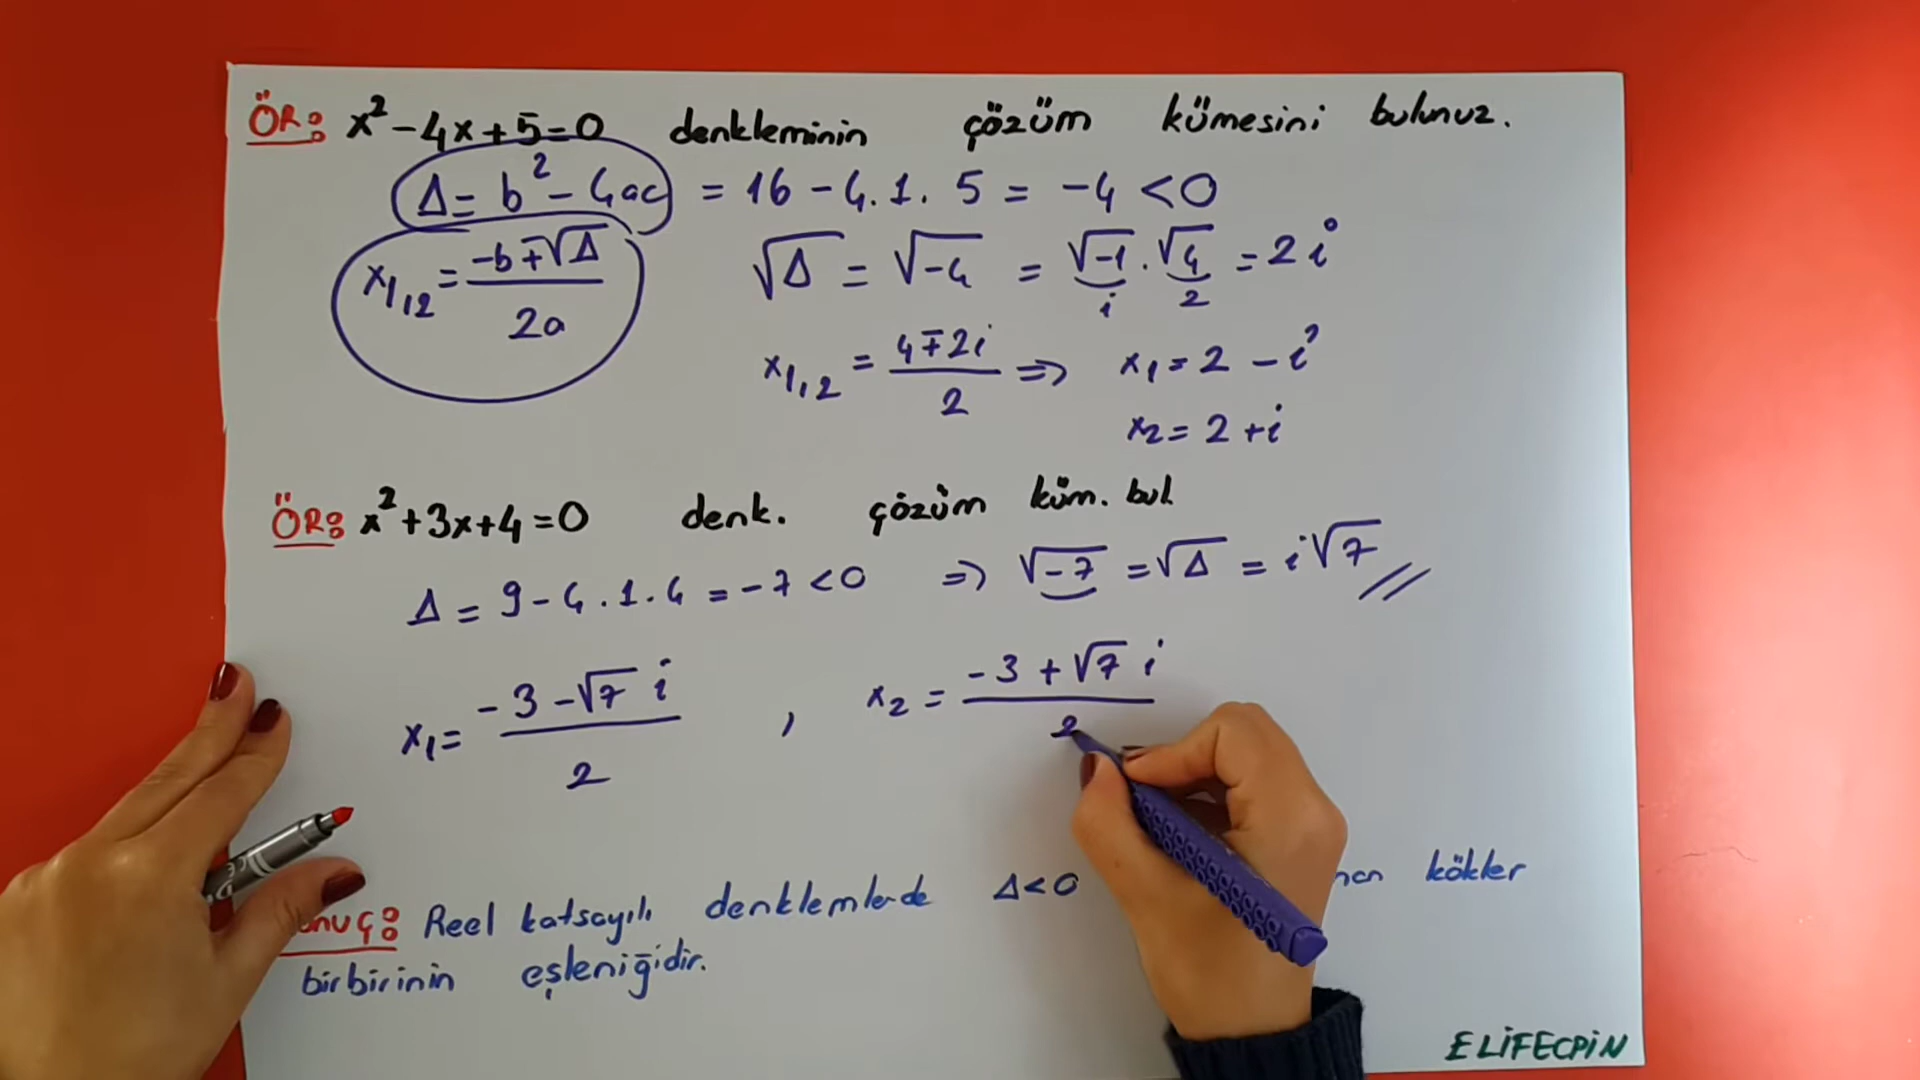 ÖR: x² - 4x + 5 = 0 denkleminin çözüm kümesini bulunuz.
Δ = b² - 4ac = 16 - 4.1.5 = -4 < 0
x₁,₂ = (-b ∓ √Δ) / 2a
√Δ = √-4 = √-1 . √4 = 2i
i 2
x₁,₂ = (4 ∓ 2i) / 2 ⇒ x₁ = 2 - i
x₂ = 2 + i
ÖR: x² + 3x + 4 = 0 denk. çözüm küm. bul.
Δ = 9 - 4.1.4 = -7 < 0 ⇒ √-7 = √Δ = i√7 //
x₁ = (-3 - √7 i) / 2 , x₂ = (-3 + √7 i) / 2
Reel katsayılı denklemlerde Δ<0 kökler
birbirinin eşleniğidir.
ELİFECPİN